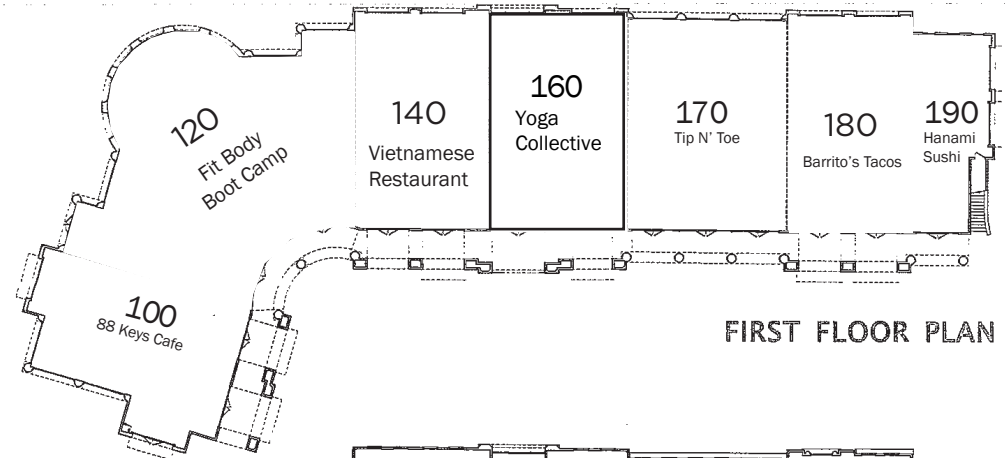 120
Fit Body
Boot Camp
140
Vietnamese
Restaurant
160
Yoga
Collective
170
Tip N' Toe
180
Barrito's Tacos
190
Hanami
Sushi
100
88 Keys Cafe
FIRST FLOOR PLAN